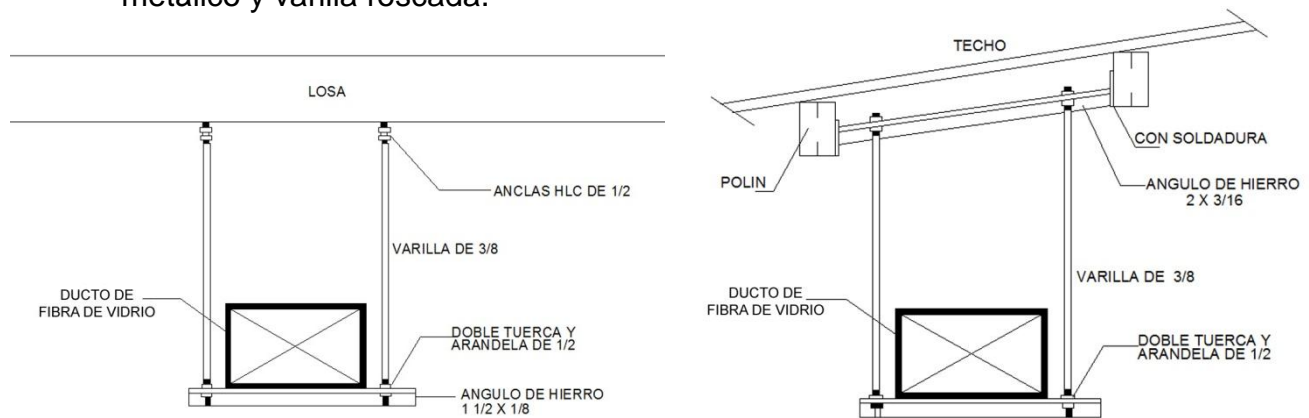 metálico y varilla roscada.
LOSA
ANCLAS HLC DE 1/2
VARILLA DE 3/8
DUCTO DE
FIBRA DE VIDRIO
DOBLE TUERCA Y
ARANDELA DE 1/2
ANGULO DE HIERRO
1 1/2 X 1/8
TECHO
CON SOLDADURA
POLIN
ANGULO DE HIERRO
2 X 3/16
VARILLA DE 3/8
DUCTO DE
FIBRA DE VIDRIO
DOBLE TUERCA Y
ARANDELA DE 1/2